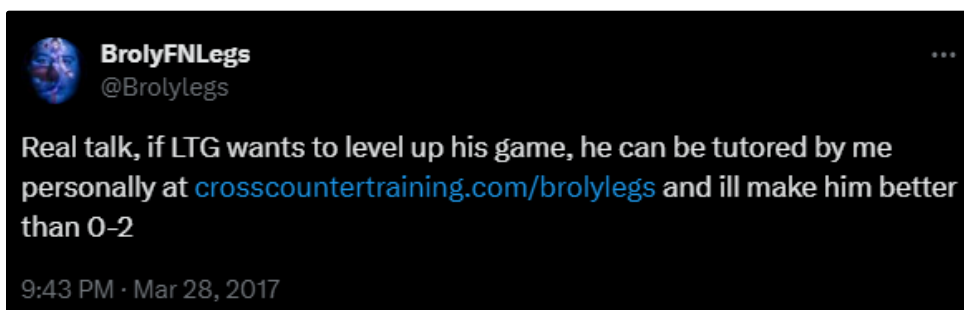 BrolyFNLegs
@Brolylegs
Real talk, if LTG wants to level up his game, he can be tutored by me
personally at crosscountertraining.com/brolylegs and ill make him better
than 0-2
9:43 PM · Mar 28, 2017